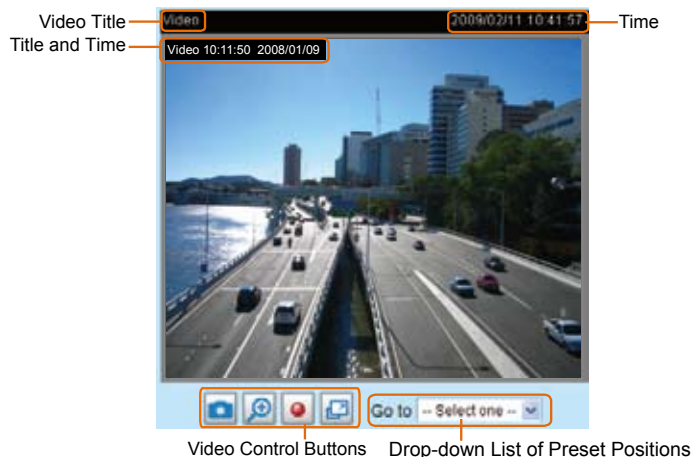 Video Title
Video
2009/02/11 10:41:57
Time
Title and Time
Video 10:11:50 2008/01/09
Go to
-- Select one --
Video Control Buttons
Drop-down List of Preset Positions